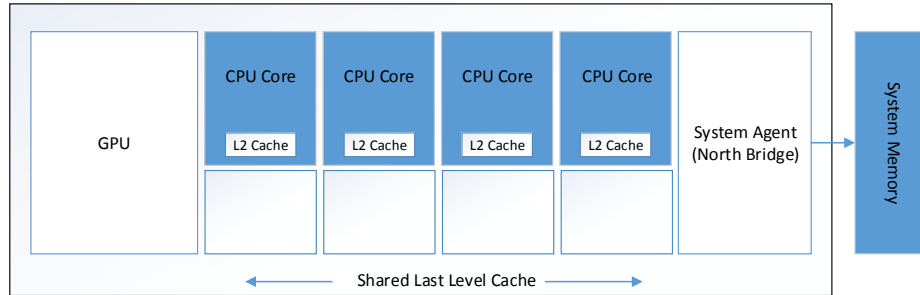 GPU
CPU Core
L2 Cache
CPU Core
L2 Cache
CPU Core
L2 Cache
CPU Core
L2 Cache
System Agent
(North Bridge)
System Memory
Shared Last Level Cache